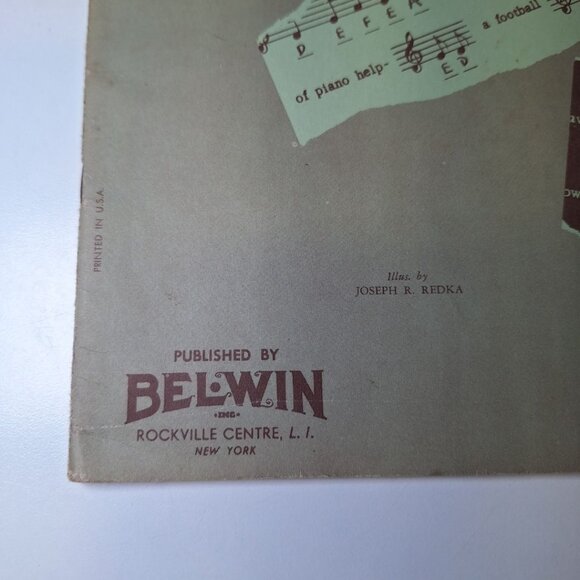 D E F E A
a football
of piano help-
E D
PRINTED IN U.S.A.
Illus. by
JOSEPH R. REDKA
PUBLISHED BY
BELWIN
INC.
ROCKVILLE CENTRE, L. I.
NEW YORK